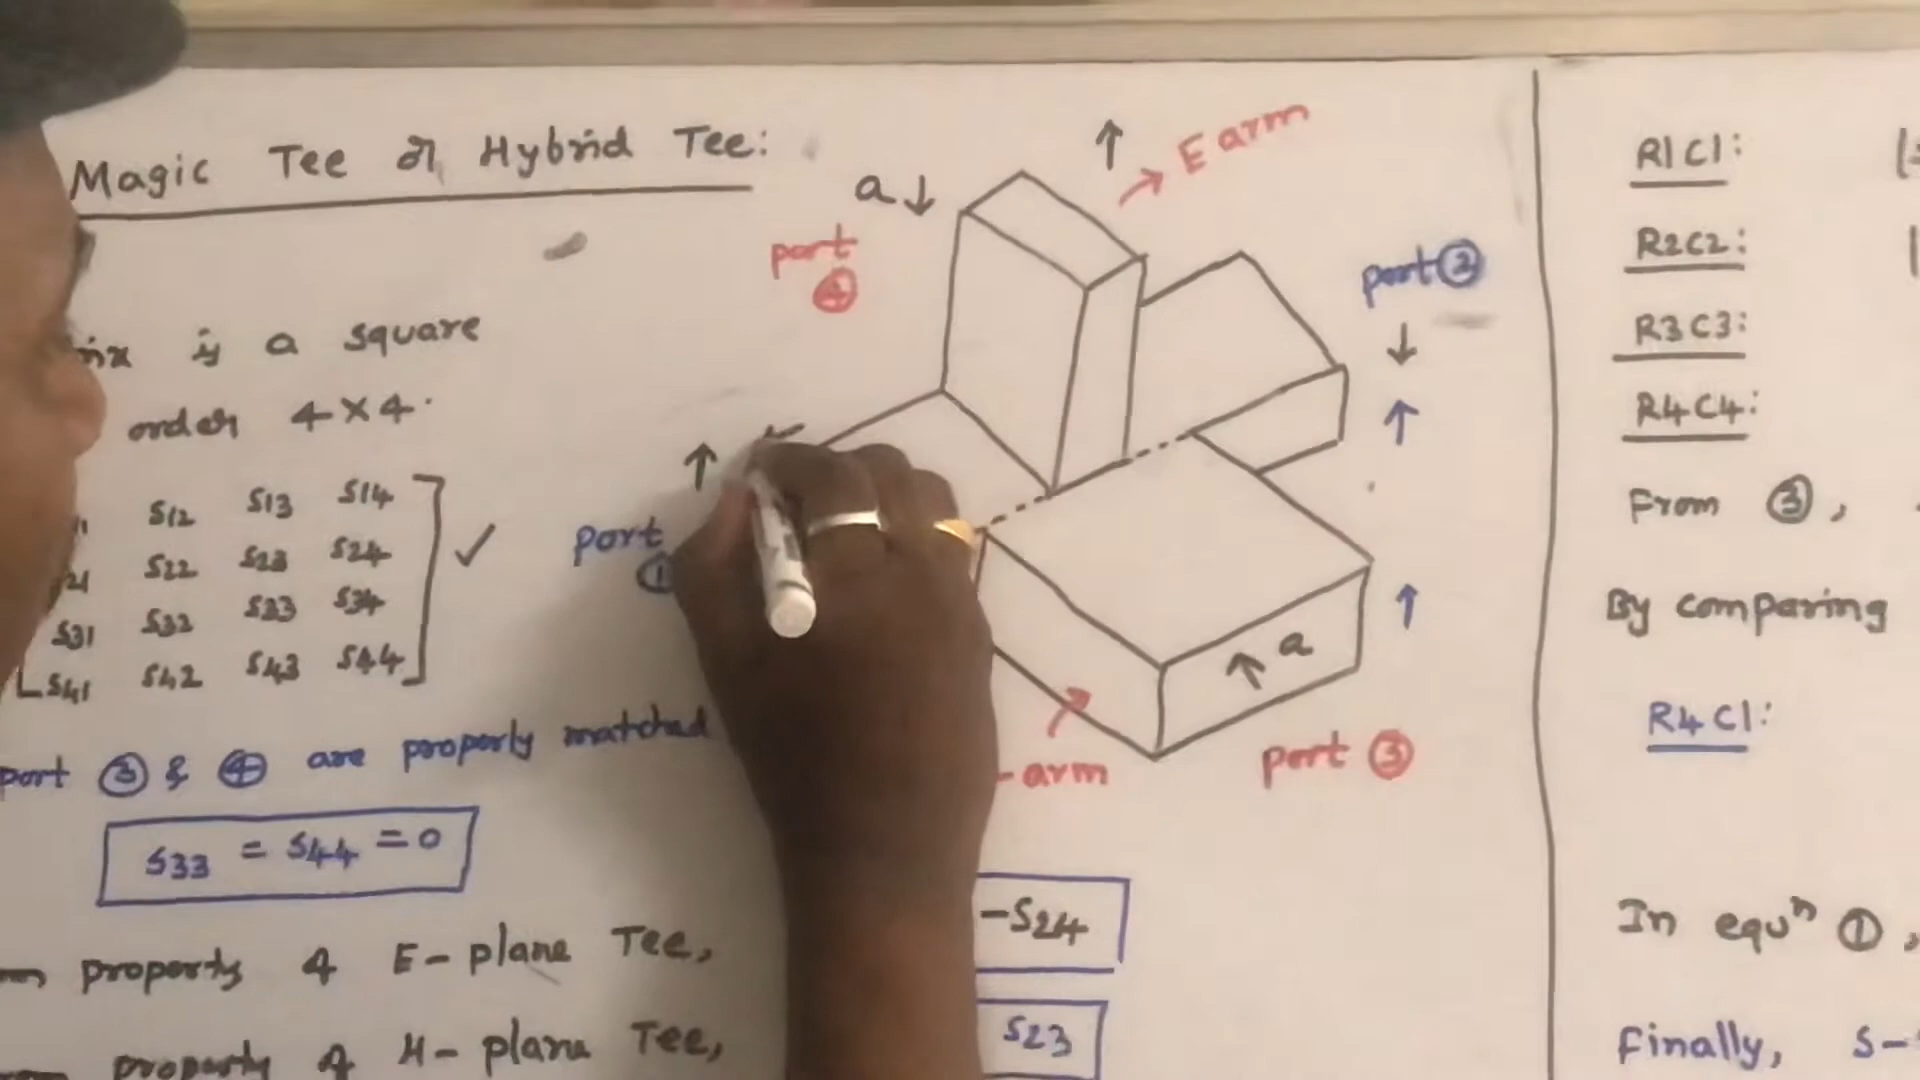 Magic Tee or Hybrid Tee:
is a square
order 4×4.
S12 S13 S14
S22 S23 S24 ✓
S31 S32 S23 S34
S41 S42 S43 S44
port ③ & ④ are properly matched
S33 = S44 = 0
property of E-plane Tee,
property of H-plane Tee,
a ↓
↑
→ E arm
port
④
port ②
↓
↑
↑
port
①
↑ a
↑
- arm
port ③
-S24
S23
R1C1:
R2C2:
R3C3:
R4C4:
From ③,
By comparing
R4C1:
In equⁿ ①,
Finally, S-